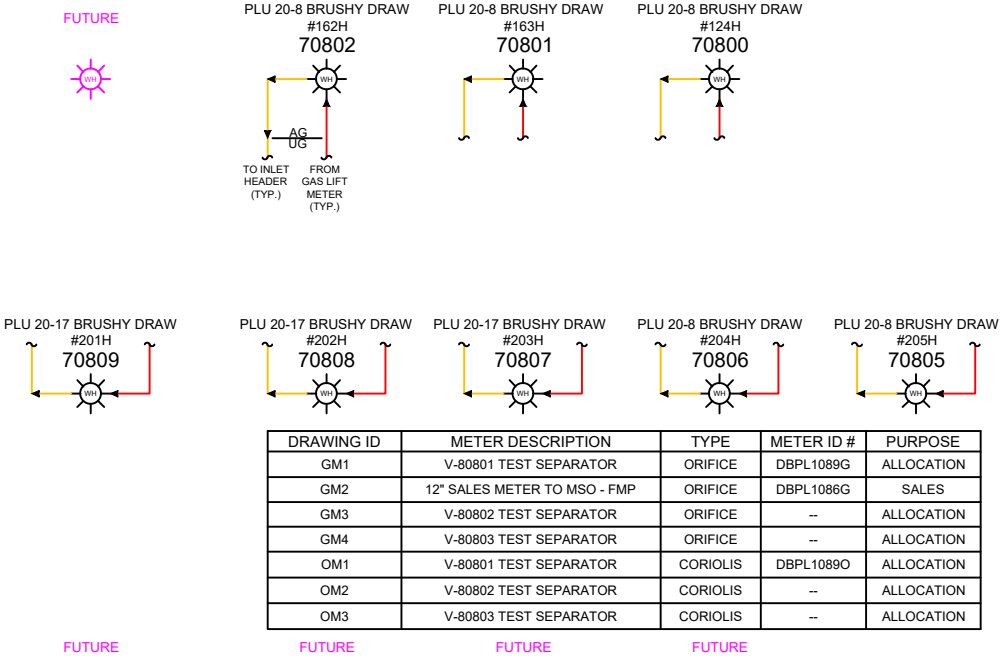 FUTURE
WH
PLU 20-8 BRUSHY DRAW
#162H
70802
WH
AG
UG
TO INLET
HEADER
(TYP.)
FROM
GAS LIFT
METER
(TYP.)
PLU 20-8 BRUSHY DRAW
#163H
70801
WH
PLU 20-8 BRUSHY DRAW
#124H
70800
WH
PLU 20-17 BRUSHY DRAW
#201H
70809
WH
PLU 20-17 BRUSHY DRAW
#202H
70808
WH
PLU 20-17 BRUSHY DRAW
#203H
70807
WH
PLU 20-8 BRUSHY DRAW
#204H
70806
WH
PLU 20-8 BRUSHY DRAW
#205H
70805
WH
DRAWING ID METER DESCRIPTION TYPE METER ID # PURPOSE
GM1 V-80801 TEST SEPARATOR ORIFICE DBPL1089G ALLOCATION
GM2 12" SALES METER TO MSO - FMP ORIFICE DBPL1086G SALES
GM3 V-80802 TEST SEPARATOR ORIFICE -- ALLOCATION
GM4 V-80803 TEST SEPARATOR ORIFICE -- ALLOCATION
OM1 V-80801 TEST SEPARATOR CORIOLIS DBPL1089O ALLOCATION
OM2 V-80802 TEST SEPARATOR CORIOLIS -- ALLOCATION
OM3 V-80803 TEST SEPARATOR CORIOLIS -- ALLOCATION
FUTURE FUTURE FUTURE FUTURE